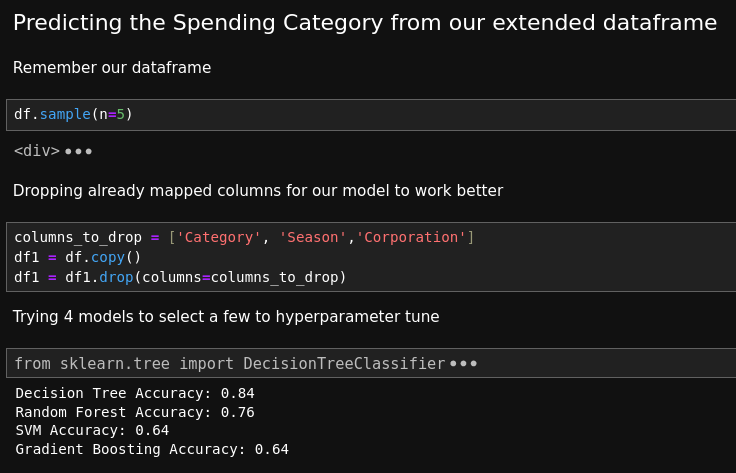 Predicting the Spending Category from our extended dataframe
Remember our dataframe
df.sample(n=5)
<div>•••
Dropping already mapped columns for our model to work better
columns_to_drop = ['Category', 'Season','Corporation']
df1 = df.copy()
df1 = df1.drop(columns=columns_to_drop)
Trying 4 models to select a few to hyperparameter tune
from sklearn.tree import DecisionTreeClassifier•••
Decision Tree Accuracy: 0.84
Random Forest Accuracy: 0.76
SVM Accuracy: 0.64
Gradient Boosting Accuracy: 0.64